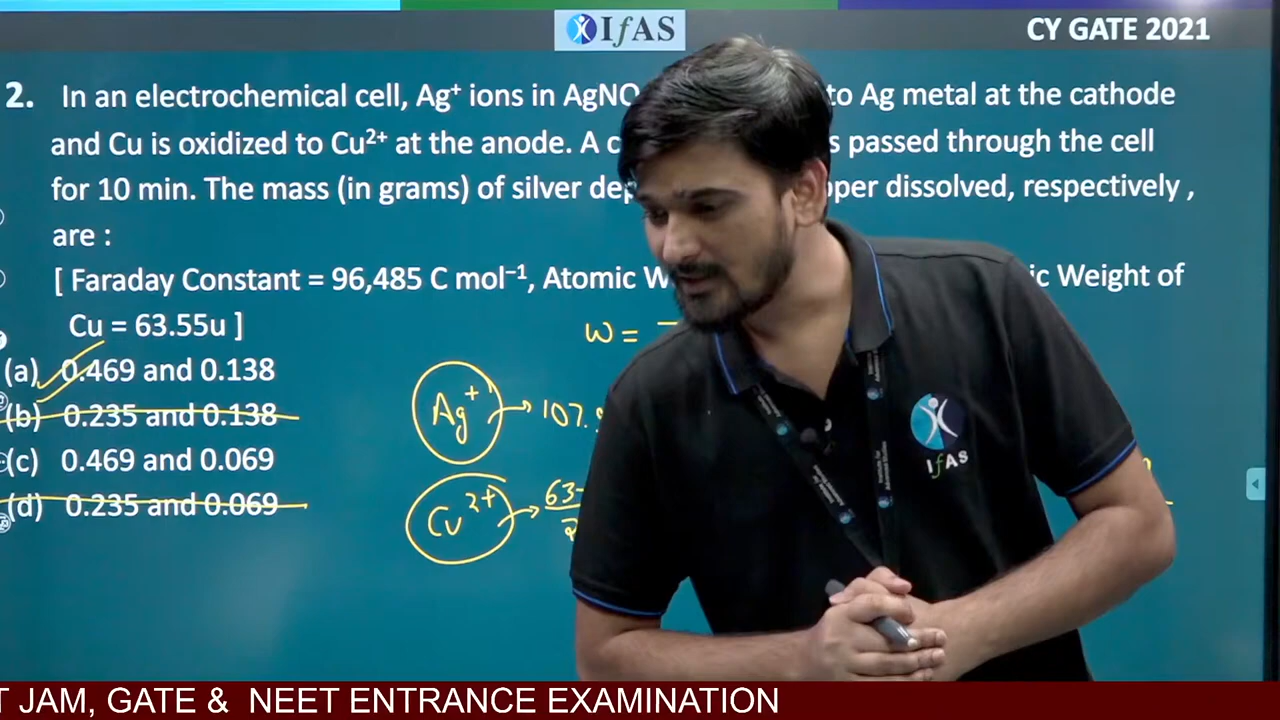 IfAS
CY GATE 2021
2. In an electrochemical cell, Ag⁺ ions in AgNO to Ag metal at the cathode
and Cu is oxidized to Cu²⁺ at the anode. A c s passed through the cell
for 10 min. The mass (in grams) of silver dep pper dissolved, respectively ,
are :
[ Faraday Constant = 96,485 C mol⁻¹, Atomic W c Weight of
Cu = 63.55u ]
w =
(a) 0.469 and 0.138
(b) 0.235 and 0.138
Ag⁺¹ → 107.9
(c) 0.469 and 0.069
(d) 0.235 and 0.069
Cu²⁺ → 63
2
IfAS
T JAM, GATE & NEET ENTRANCE EXAMINATION